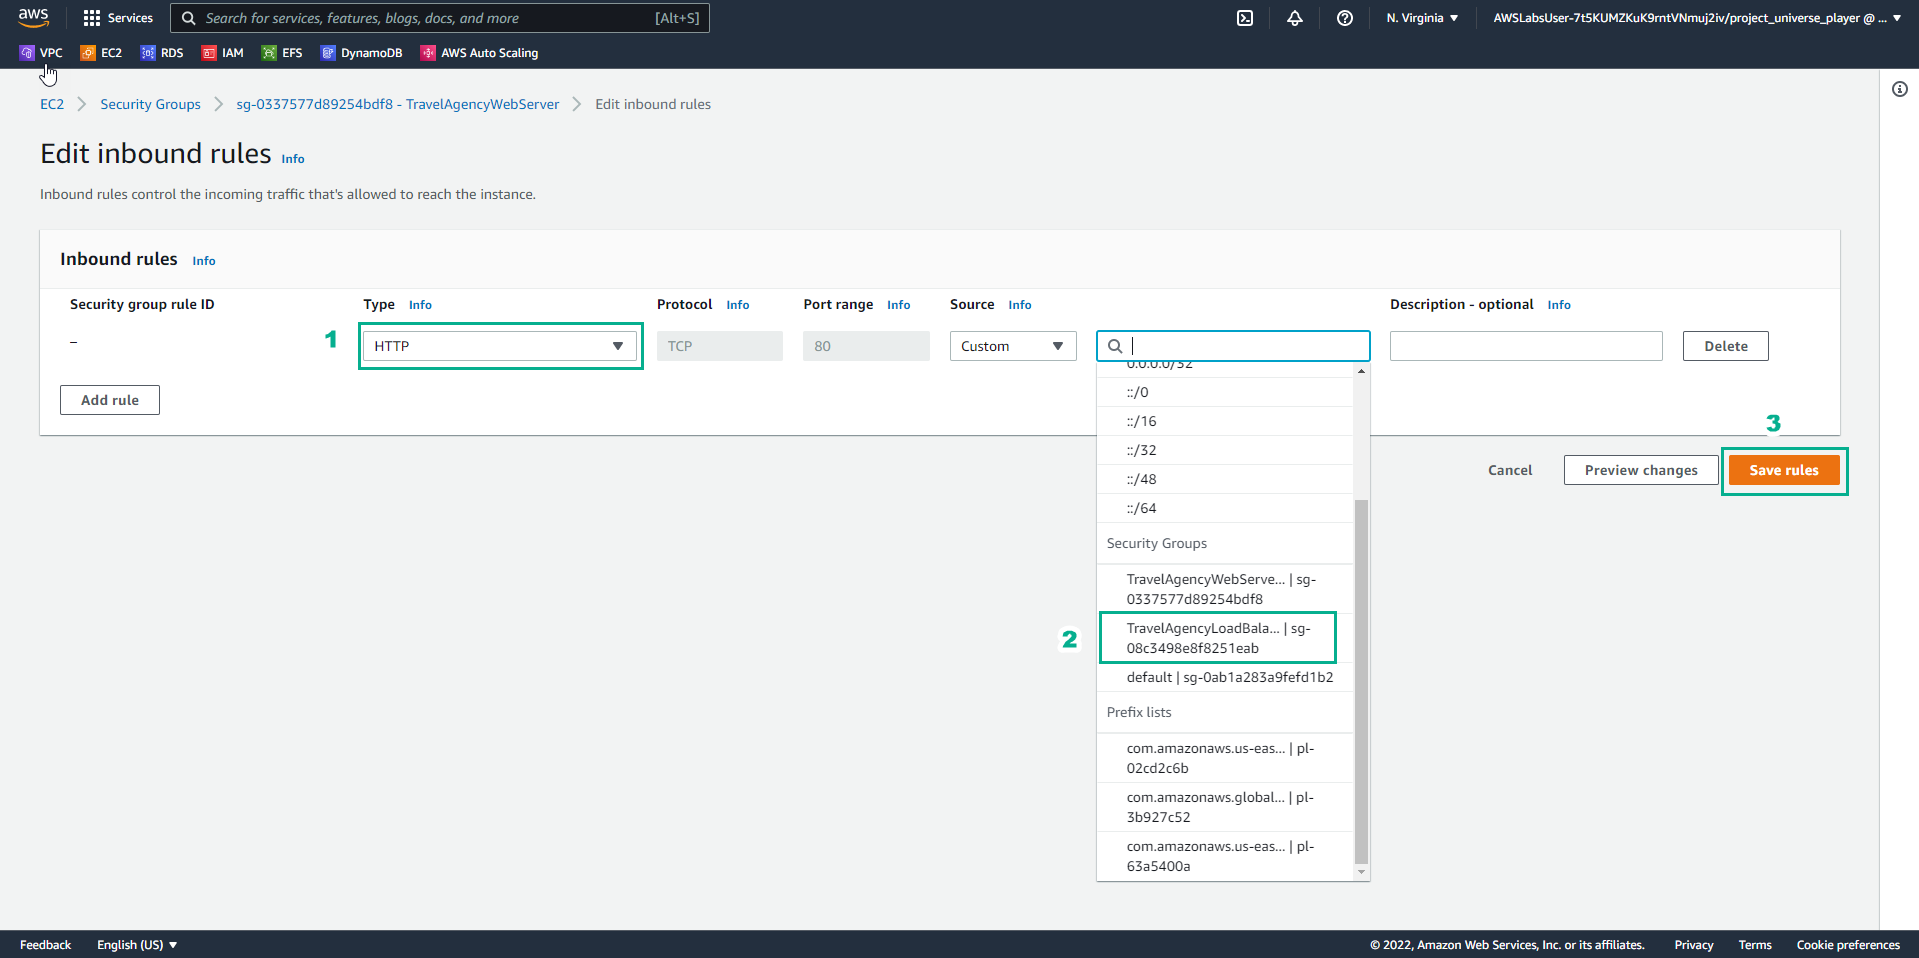 aws
Services
Search for services, features, blogs, docs, and more
[Alt+S]
N. Virginia
AWSLabsUser-7t5KUMZKuK9rntVNmuj2iv/project_universe_player @ ...
VPC
EC2
RDS
IAM
EFS
DynamoDB
AWS Auto Scaling
EC2
Security Groups
sg-0337577d89254bdf8 - TravelAgencyWebServer
Edit inbound rules
Edit inbound rules Info
Inbound rules control the incoming traffic that's allowed to reach the instance.
Inbound rules Info
Security group rule ID
Type Info
Protocol Info
Port range Info
Source Info
Description - optional Info
–
1
HTTP
TCP
80
Custom
Delete
0.0.0.0/32
::/0
::/16
::/32
::/48
::/64
Security Groups
TravelAgencyWebServe... | sg-
0337577d89254bdf8
2
TravelAgencyLoadBala... | sg-
08c3498e8f8251eab
default | sg-0ab1a283a9fefd1b2
Prefix lists
com.amazonaws.us-eas... | pl-
02cd2c6b
com.amazonaws.global... | pl-
3b927c52
com.amazonaws.us-eas... | pl-
63a5400a
Add rule
3
Cancel
Preview changes
Save rules
Feedback
English (US)
© 2022, Amazon Web Services, Inc. or its affiliates.
Privacy
Terms
Cookie preferences